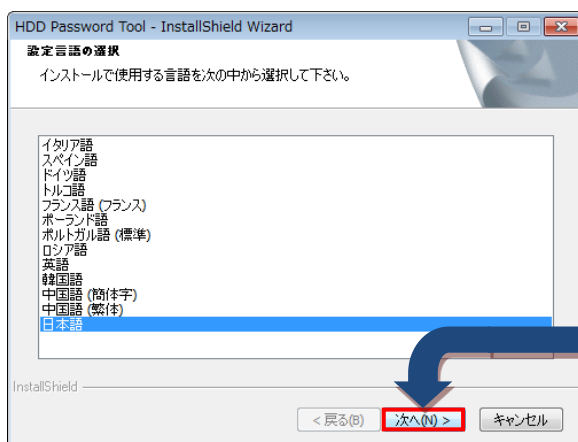 HDD Password Tool - InstallShield Wizard
設定言語の選択
インストールで使用する言語を次の中から選択して下さい。
イタリア語
スペイン語
ドイツ語
トルコ語
フランス語 (フランス)
ポーランド語
ポルトガル語 (標準)
ロシア語
英語
韓国語
中国語 (簡体字)
中国語 (繁体)
日本語
InstallShield
< 戻る(B)
次へ(N) >
キャンセル